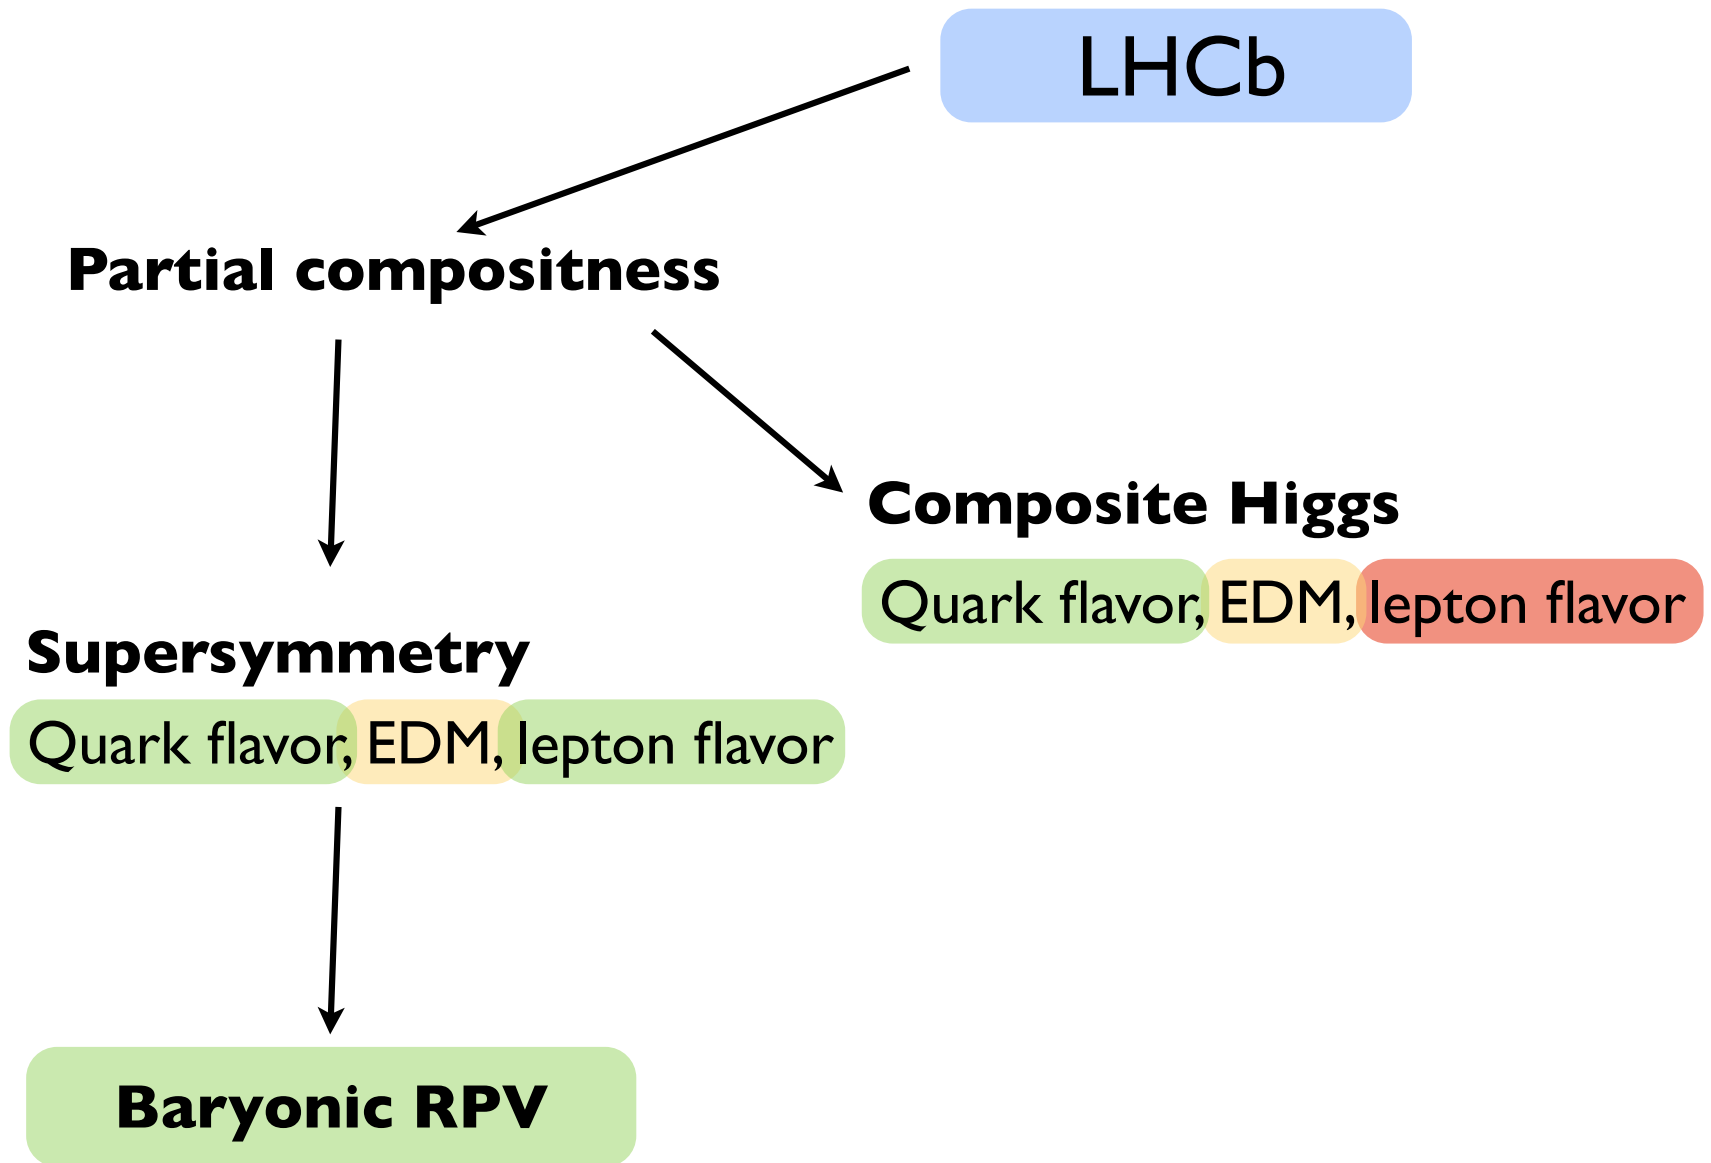 LHCb
Partial compositness
Composite Higgs
Quark flavor, EDM, lepton flavor
Supersymmetry
Quark flavor, EDM, lepton flavor
Baryonic RPV